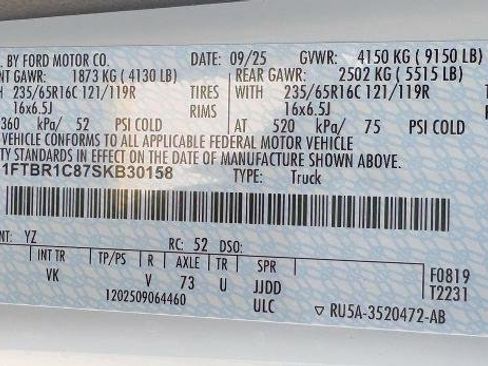 . BY FORD MOTOR CO. DATE: 09/25 GVWR: 4150 KG ( 9150 LB)
NT GAWR: 1873 KG ( 4130 LB) REAR GAWR: 2502 KG ( 5515 LB)
TH 235/65R16C 121/119R TIRES WITH 235/65R16C 121/119R
16x6.5J RIMS 16x6.5J
360 kPa/ 52 PSI COLD AT 520 kPa/ 75 PSI COLD
VEHICLE CONFORMS TO ALL APPLICABLE FEDERAL MOTOR VEHICLE
TY STANDARDS IN EFFECT ON THE DATE OF MANUFACTURE SHOWN ABOVE.
1FTBR1C87SKB30158 TYPE: Truck
NT: YZ RC: 52 DSO:
INT TR TP/PS R AXLE TR SPR F0819
VK V 73 U JJDD T2231
1202509064460 ULC ▽ RU5A-3520472-AB